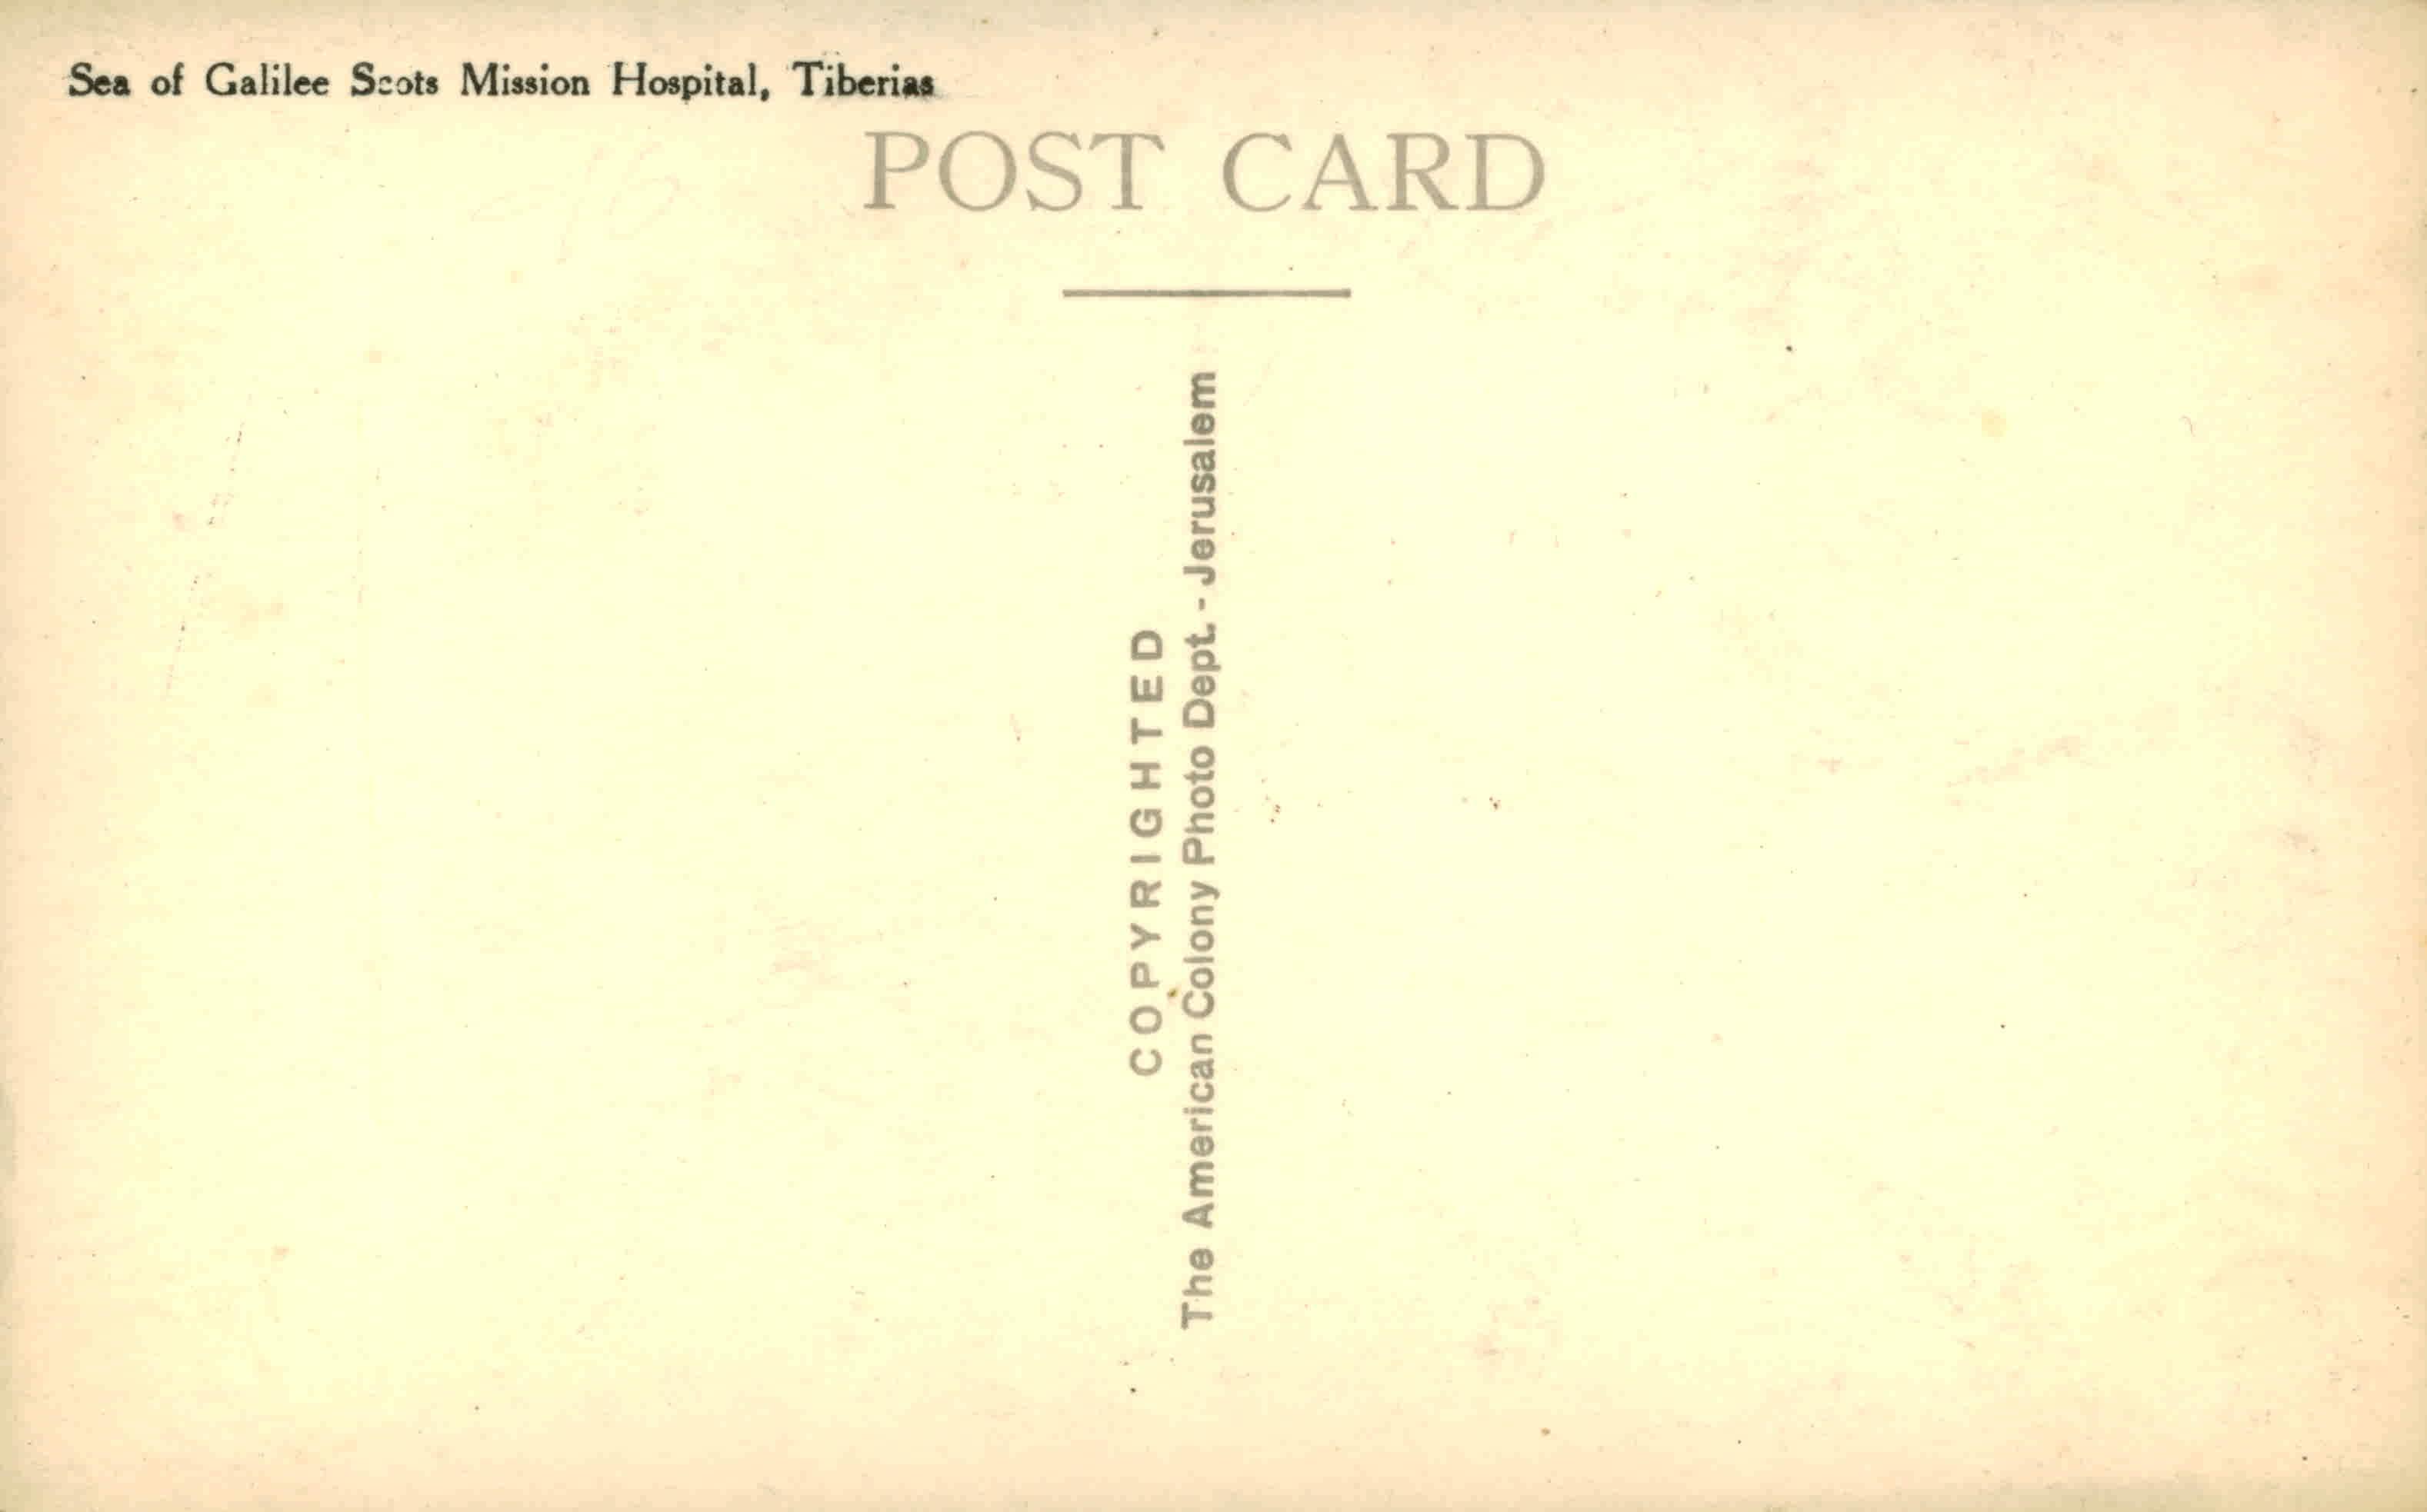 Sea of Galilee Scots Mission Hospital, Tiberias
POST CARD
COPYRIGHTED
The American Colony Photo Dept. - Jerusalem